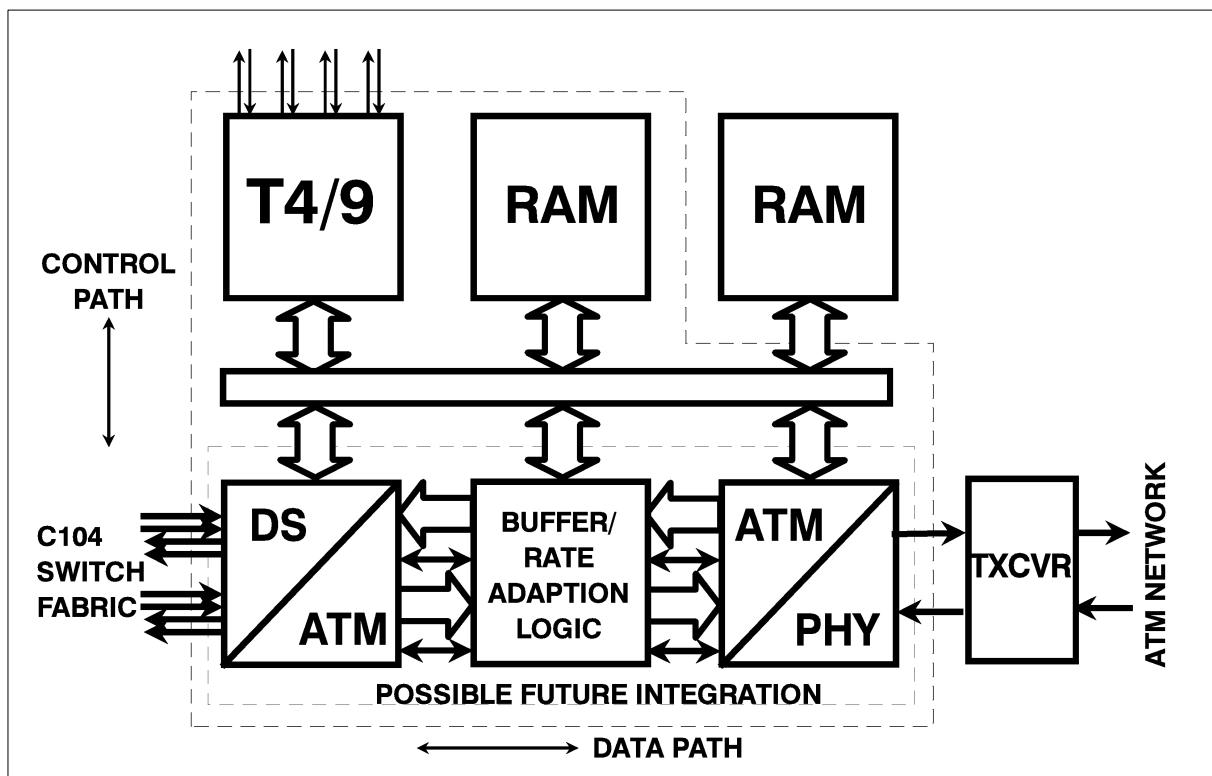 T4/9
RAM
RAM
CONTROL
PATH
C104
SWITCH
FABRIC
DS
ATM
BUFFER/
RATE
ADAPTION
LOGIC
ATM
PHY
TXCVR
ATM NETWORK
POSSIBLE FUTURE INTEGRATION
DATA PATH